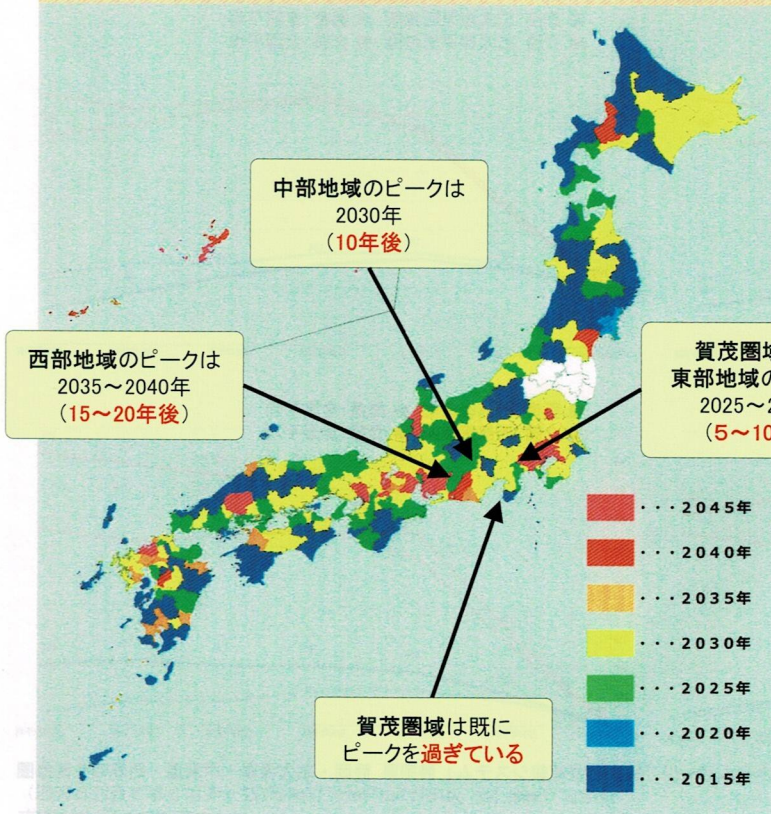 中部地域のピークは
2030年
（10年後）
西部地域のピークは
2035～2040年
（15～20年後）
賀茂圏域
東部地域の
2025～2
（5～10
賀茂圏域は既に
ピークを過ぎている
・・・2045年
・・・2040年
・・・2035年
・・・2030年
・・・2025年
・・・2020年
・・・2015年